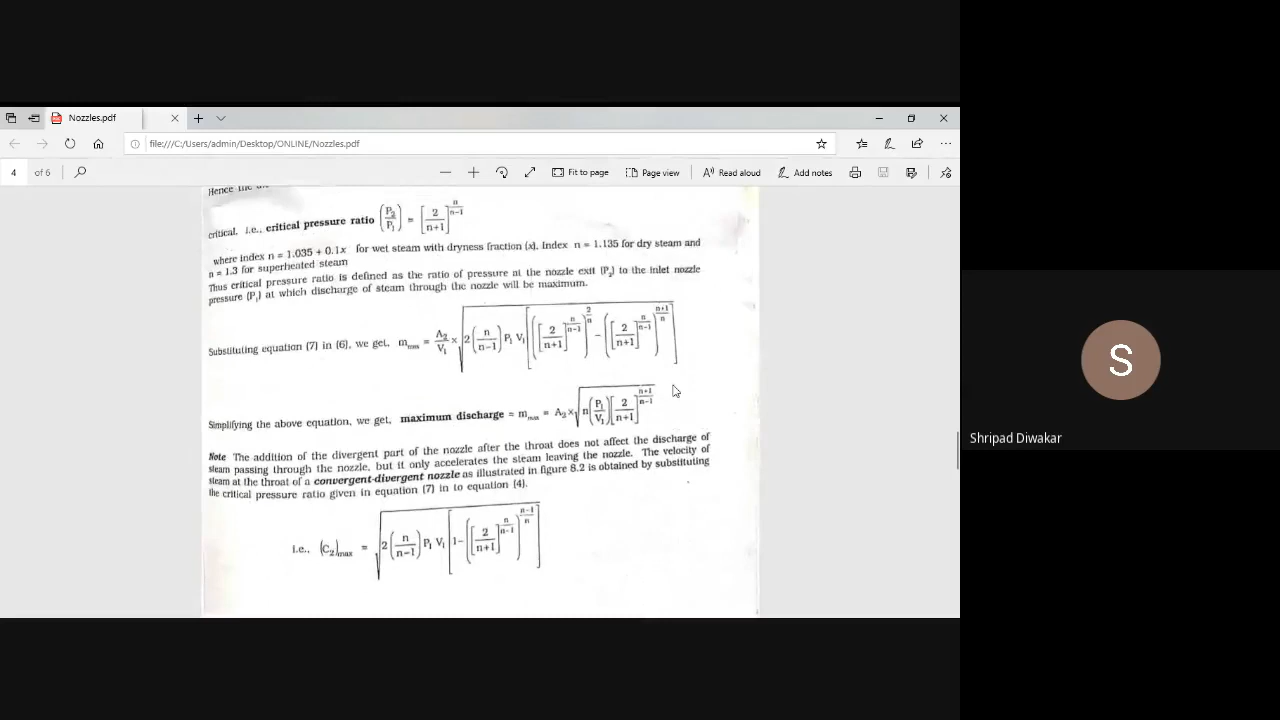 Nozzles.pdf
file:///C:/Users/admin/Desktop/ONLINE/Nozzles.pdf
4 of 6 Fit to page Page view A Read aloud Add notes
Hence the
critical. i.e., critical pressure ratio (P₂/P₁) = [2/(n+1)]^(n/(n−1))
where index n = 1.035 + 0.1x for wet steam with dryness fraction (x). Index n = 1.135 for dry steam and
n = 1.3 for superheated steam
Thus critical pressure ratio is defined as the ratio of pressure at the nozzle exit (P₂) to the inlet nozzle
pressure (P₁) at which discharge of steam through the nozzle will be maximum.
Substituting equation (7) in (6), we get, m_max = A₂/V₁ × √(2(n/(n−1)) P₁ V₁ [([2/(n+1)]^(n/(n−1)))^(2/n) − ([2/(n+1)]^(n/(n−1)))^((n+1)/n)])
Simplifying the above equation, we get, maximum discharge = m_max = A₂ × √(n(P₁/V₁)[2/(n+1)]^((n+1)/(n−1)))
Note The addition of the divergent part of the nozzle after the throat does not affect the discharge of
steam passing through the nozzle, but it only accelerates the steam leaving the nozzle. The velocity of
steam at the throat of a convergent-divergent nozzle as illustrated in figure 8.2 is obtained by substituting
the critical pressure ratio given in equation (7) in to equation (4).
i.e., (C₂)max = √(2(n/(n−1)) P₁ V₁ [1−([2/(n+1)]^(n/(n−1)))^((n−1)/n)])
S
Shripad Diwakar